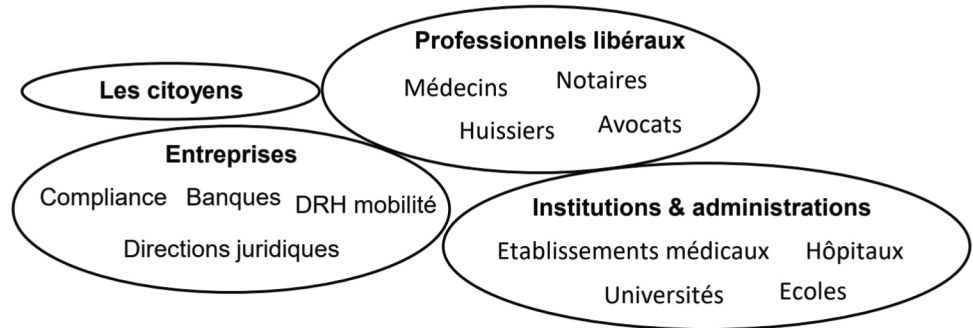 Professionnels libéraux
Médecins Notaires
Huissiers Avocats
Les citoyens
Entreprises
Compliance Banques DRH mobilité
Directions juridiques
Institutions & administrations
Etablissements médicaux Hôpitaux
Universités Ecoles